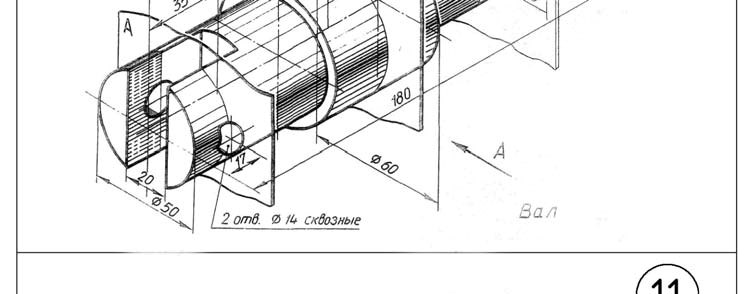 35
А
180
А
17
20
Ø 60
Ø 50
2 отв. Ø 14 сквозные
Вал
11